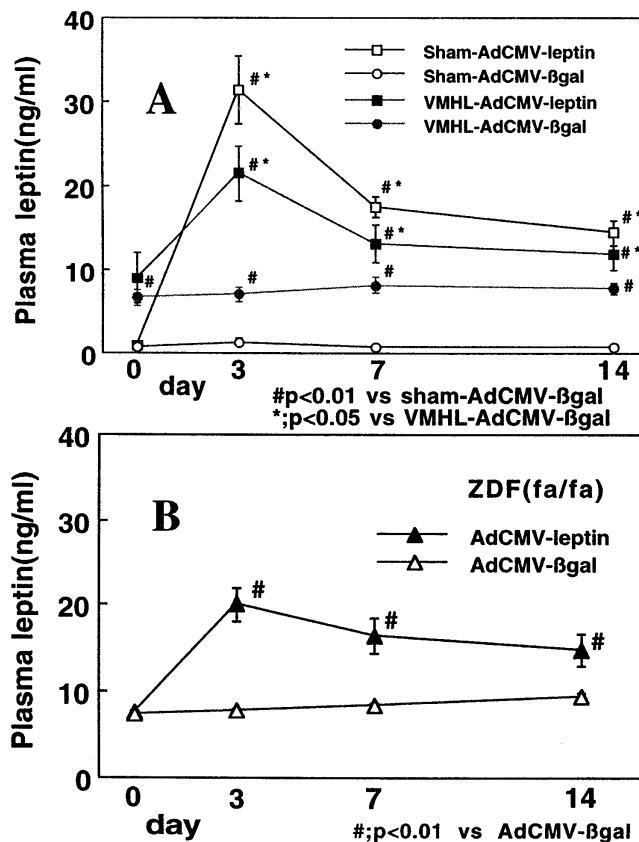 40
30
20
10
0
Plasma leptin(ng/ml)
A
Sham-AdCMV-leptin
Sham-AdCMV-ßgal
VMHL-AdCMV-leptin
VMHL-AdCMV-ßgal
# *
# *
# *
# *
# *
# *
#
#
#
#
0 3 7 14
day
#p<0.01 vs sham-AdCMV-ßgal
*;p<0.05 vs VMHL-AdCMV-ßgal
40
30
20
10
0
Plasma leptin(ng/ml)
B
ZDF(fa/fa)
AdCMV-leptin
AdCMV-ßgal
#
#
#
0 3 7 14
day
#;p<0.01 vs AdCMV-ßgal